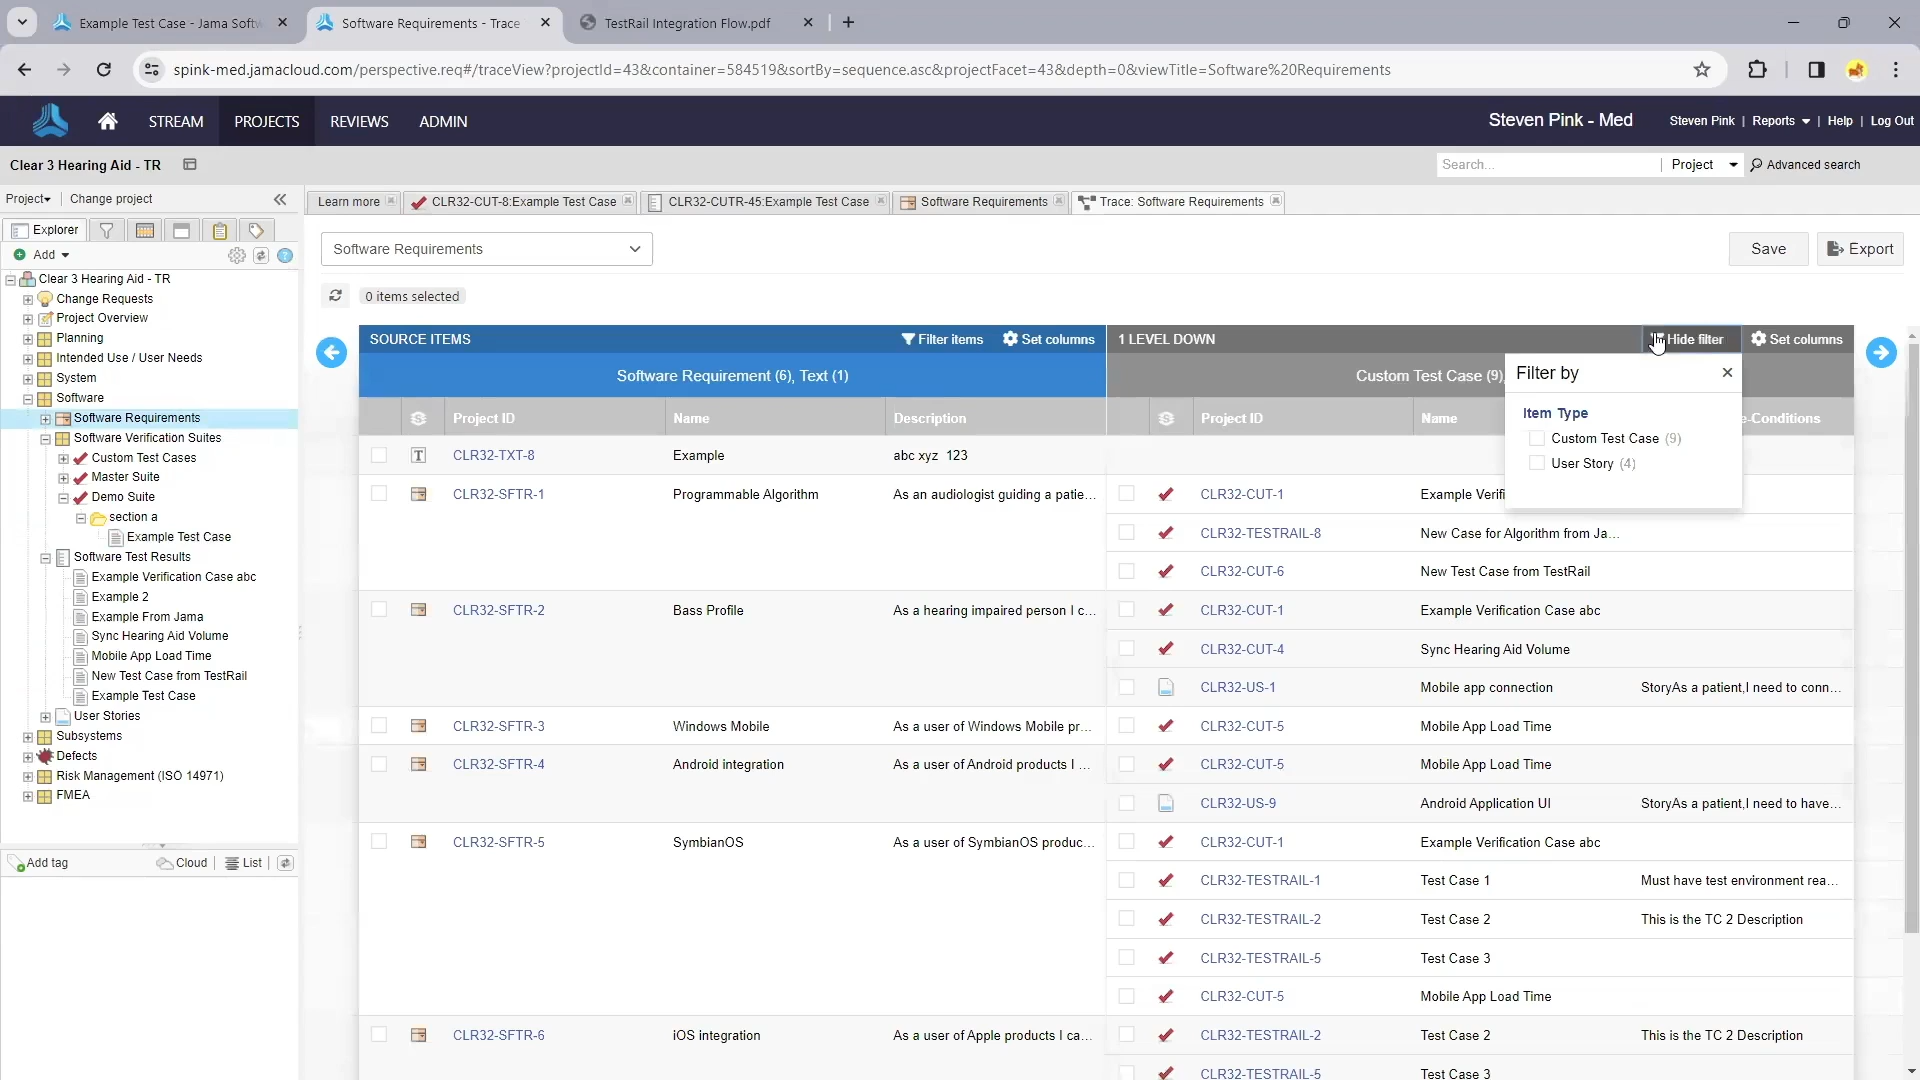 Example Test Case - Jama Softw
Software Requirements - Trace
TestRail Integration Flow.pdf
spink-med.jamacloud.com/perspective.req#/traceView?projectId=43&container=584519&sortBy=sequence.asc&projectFacet=43&depth=0&viewTitle=Software%20Requirements
STREAM PROJECTS REVIEWS ADMIN
Steven Pink - Med
Steven Pink | Reports | Help | Log Out
Clear 3 Hearing Aid - TR
Search... Project Advanced search
Project Change project
Learn more
CLR32-CUT-8:Example Test Case
CLR32-CUTR-45:Example Test Case
Software Requirements
Trace: Software Requirements
Explorer
Add
Clear 3 Hearing Aid - TR
Change Requests
Project Overview
Planning
Intended Use / User Needs
System
Software
Software Requirements
Software Verification Suites
Custom Test Cases
Master Suite
Demo Suite
section a
Example Test Case
Software Test Results
Example Verification Case abc
Example 2
Example From Jama
Sync Hearing Aid Volume
Mobile App Load Time
New Test Case from TestRail
Example Test Case
User Stories
Subsystems
Defects
Risk Management (ISO 14971)
FMEA
Add tag Cloud | List
Software Requirements
Save Export
0 items selected
SOURCE ITEMS Filter items Set columns
1 LEVEL DOWN Hide filter Set columns
Software Requirement (6), Text (1)
Custom Test Case (9),
Filter by
Item Type
Custom Test Case (9)
User Story (4)
Project ID Name Description Project ID Name e-Conditions
CLR32-TXT-8 Example abc xyz 123
CLR32-SFTR-1 Programmable Algorithm As an audiologist guiding a patie... CLR32-CUT-1 Example Verifi
CLR32-TESTRAIL-8 New Case for Algorithm from Ja...
CLR32-CUT-6 New Test Case from TestRail
CLR32-SFTR-2 Bass Profile As a hearing impaired person I c... CLR32-CUT-1 Example Verification Case abc
CLR32-CUT-4 Sync Hearing Aid Volume
CLR32-US-1 Mobile app connection StoryAs a patient,I need to conn...
CLR32-SFTR-3 Windows Mobile As a user of Windows Mobile pr... CLR32-CUT-5 Mobile App Load Time
CLR32-SFTR-4 Android integration As a user of Android products I ... CLR32-CUT-5 Mobile App Load Time
CLR32-US-9 Android Application UI StoryAs a patient,I need to have...
CLR32-SFTR-5 SymbianOS As a user of SymbianOS produc... CLR32-CUT-1 Example Verification Case abc
CLR32-TESTRAIL-1 Test Case 1 Must have test environment rea...
CLR32-TESTRAIL-2 Test Case 2 This is the TC 2 Description
CLR32-TESTRAIL-5 Test Case 3
CLR32-CUT-5 Mobile App Load Time
CLR32-SFTR-6 iOS integration As a user of Apple products I ca... CLR32-TESTRAIL-2 Test Case 2 This is the TC 2 Description
CLR32-TESTRAIL-5 Test Case 3